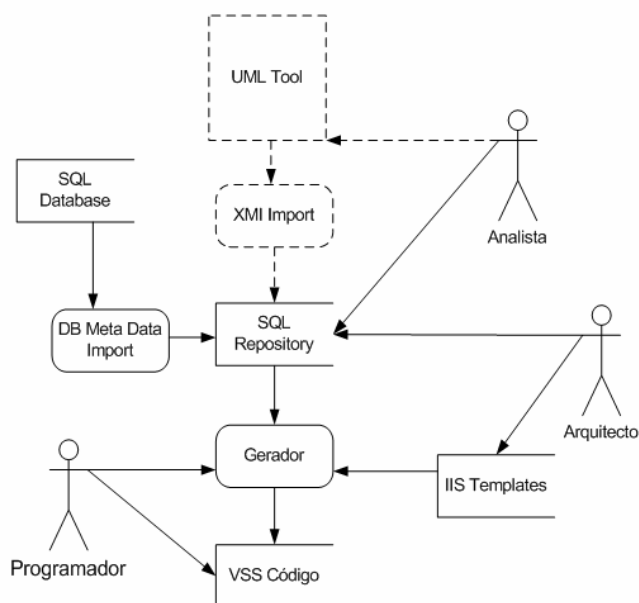 UML Tool
SQL
Database
XMI Import
Analista
DB Meta Data
Import
SQL
Repository
Arquitecto
Gerador
IIS Templates
Programador
VSS Código